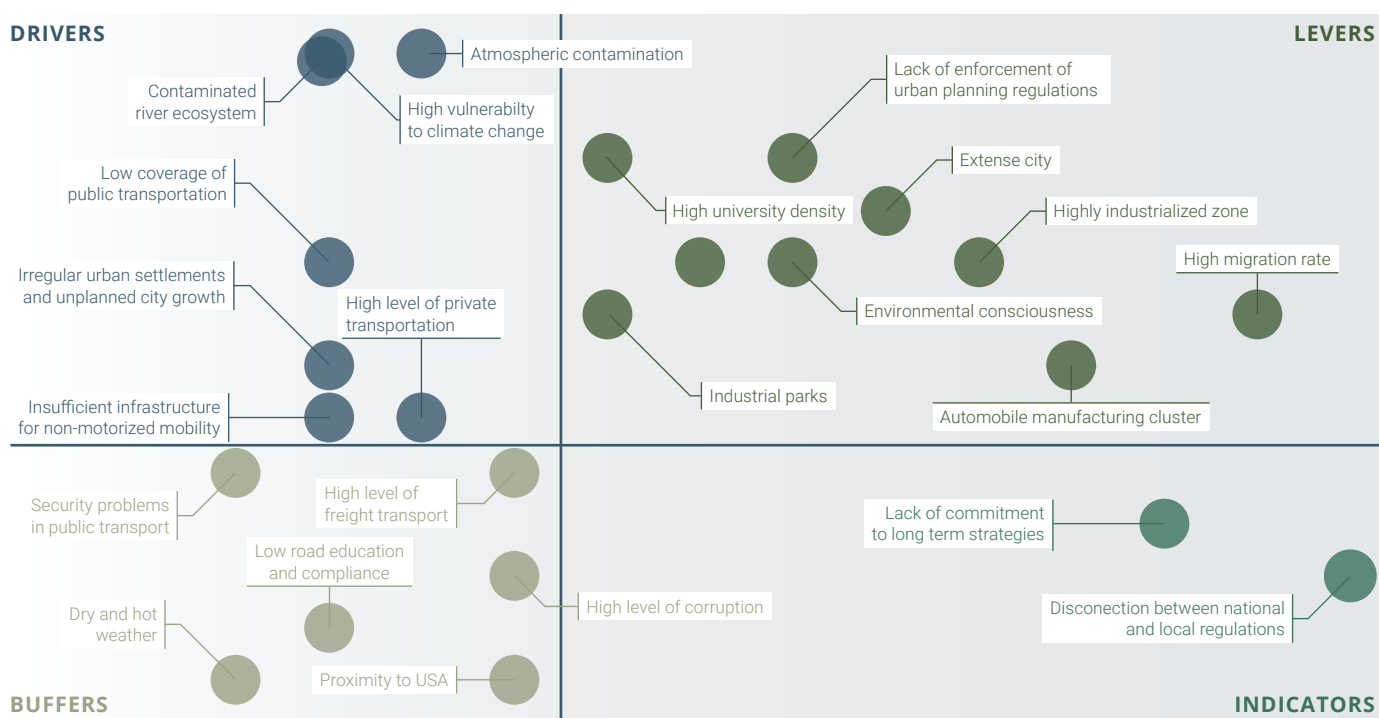 DRIVERS
LEVERS
Atmospheric contamination
Contaminated
river ecosystem
High vulnerabilty
to climate change
Lack of enforcement of
urban planning regulations
Low coverage of
public transportation
Extense city
High university density
Highly industrialized zone
Irregular urban settlements
and unplanned city growth
High level of private
transportation
High migration rate
Environmental consciousness
Industrial parks
Automobile manufacturing cluster
Insufficient infrastructure
for non-motorized mobility
Security problems
in public transport
High level of
freight transport
Lack of commitment
to long term strategies
Low road education
and compliance
High level of corruption
Dry and hot
weather
Disconection between national
and local regulations
Proximity to USA
BUFFERS
INDICATORS